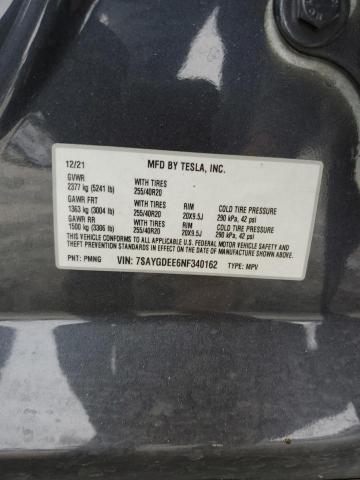 12/21 MFD BY TESLA, INC.
GVWR WITH TIRES
2377 kg (5241 lb) 255/40R20
GAWR FRT WITH TIRES RIM COLD TIRE PRESSURE
1363 kg (3004 lb) 255/40R20 20X9.5J 290 kPa, 42 psi
GAWR RR WITH TIRES RIM COLD TIRE PRESSURE
1500 kg (3306 lb) 255/40R20 20X9.5J 290 kPa, 42 psi
THIS VEHICLE CONFORMS TO ALL APPLICABLE U.S. FEDERAL MOTOR VEHICLE SAFETY
AND THEFT PREVENTION STANDARDS IN EFFECT ON THE DATE OF MANUFACTURE SHOWN ABOVE.
PNT: PMNG VIN: 7SAYGDEE6NF340162 TYPE: MPV